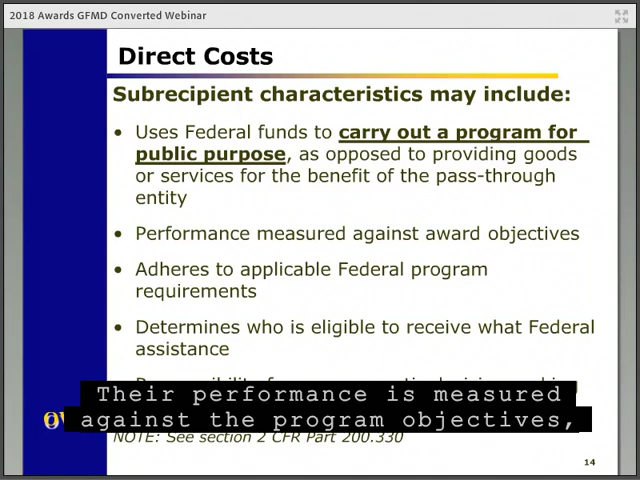 2018 Awards GFMD Converted Webinar
Direct Costs
Subrecipient characteristics may include:
• Uses Federal funds to carry out a program for
public purpose, as opposed to providing goods
or services for the benefit of the pass-through
entity
• Performance measured against award objectives
• Adheres to applicable Federal program
requirements
• Determines who is eligible to receive what Federal
assistance
Their performance is measured
against the program objectives,
NOTE: See section 2 CFR Part 200.330
14